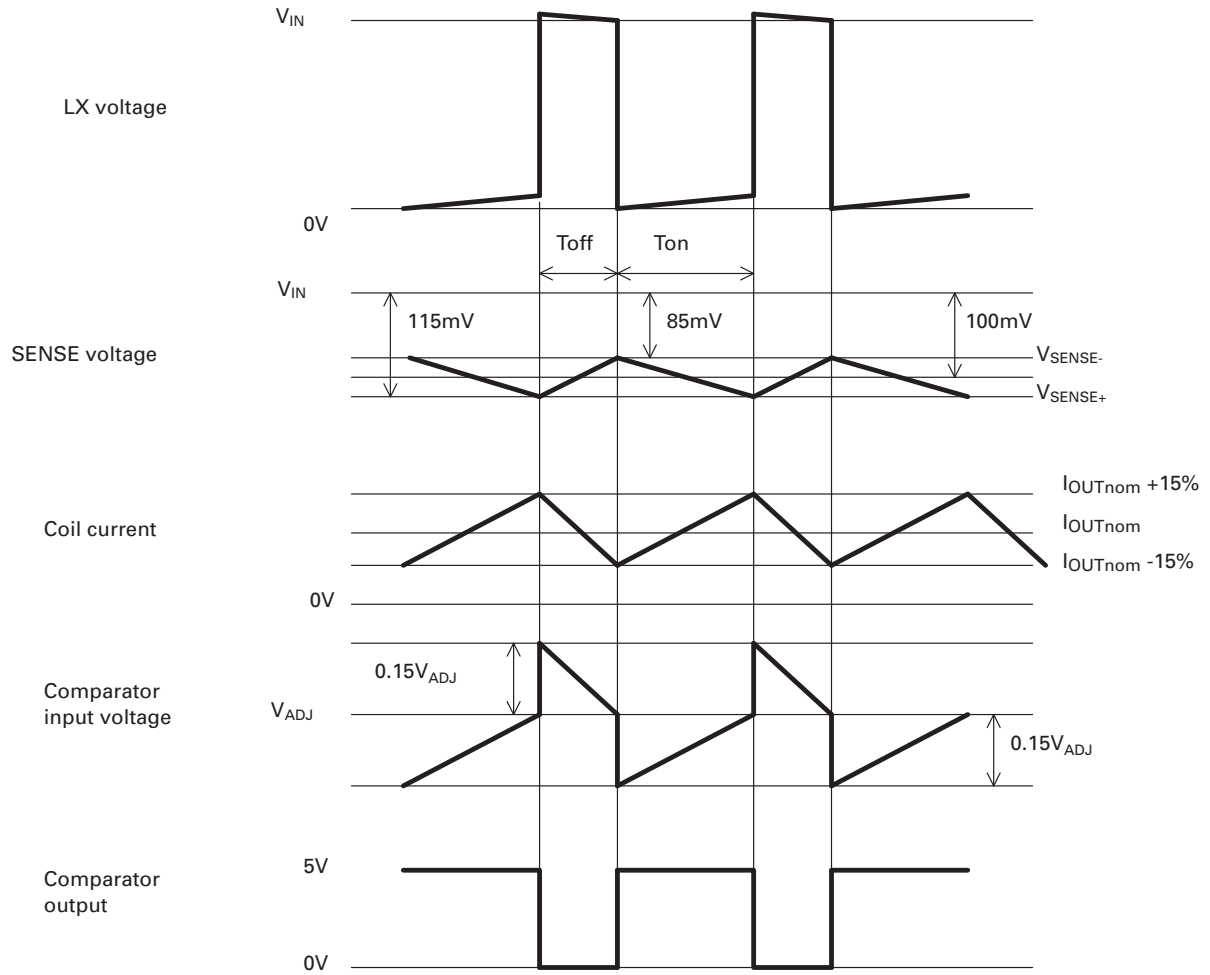 VIN
LX voltage
0V
Toff
Ton
VIN
115mV
85mV
100mV
SENSE voltage
VSENSE-
VSENSE+
IOUTnom +15%
Coil current
IOUTnom
IOUTnom -15%
0V
0.15VADJ
Comparator
input voltage
VADJ
0.15VADJ
5V
Comparator
output
0V